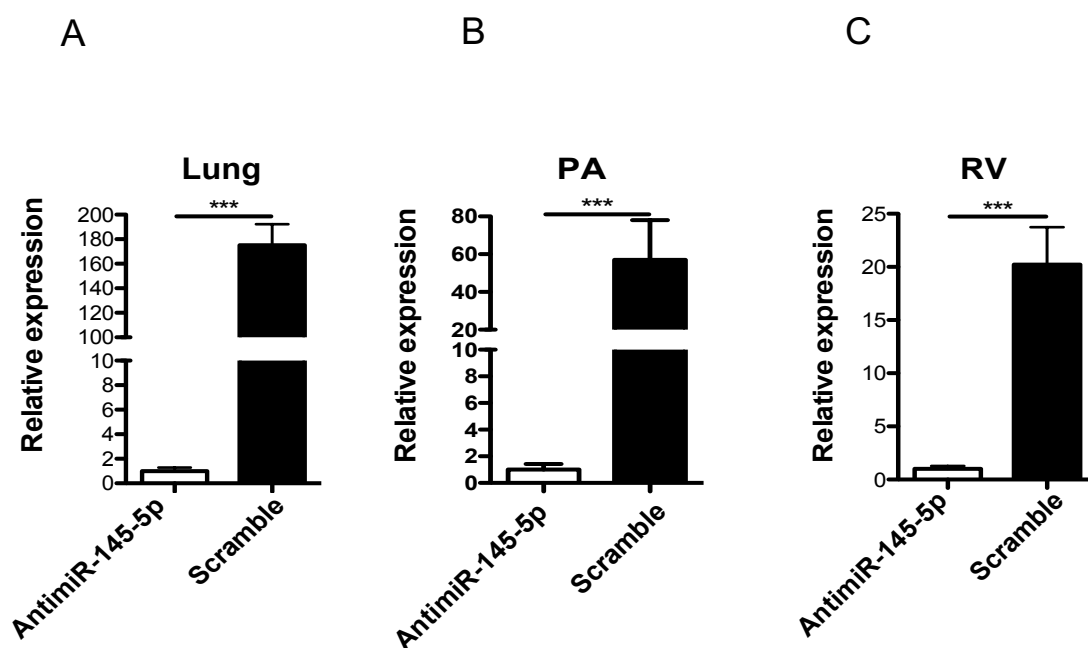 A
B
C
Lung
***
Relative expression
200
180
160
140
120
100
10
8
6
4
2
0
AntimiR-145-5p
Scramble
PA
***
Relative expression
80
60
40
20
10
8
6
4
2
0
AntimiR-145-5p
Scramble
RV
***
Relative expression
25
20
15
10
5
0
AntimiR-145-5p
Scramble